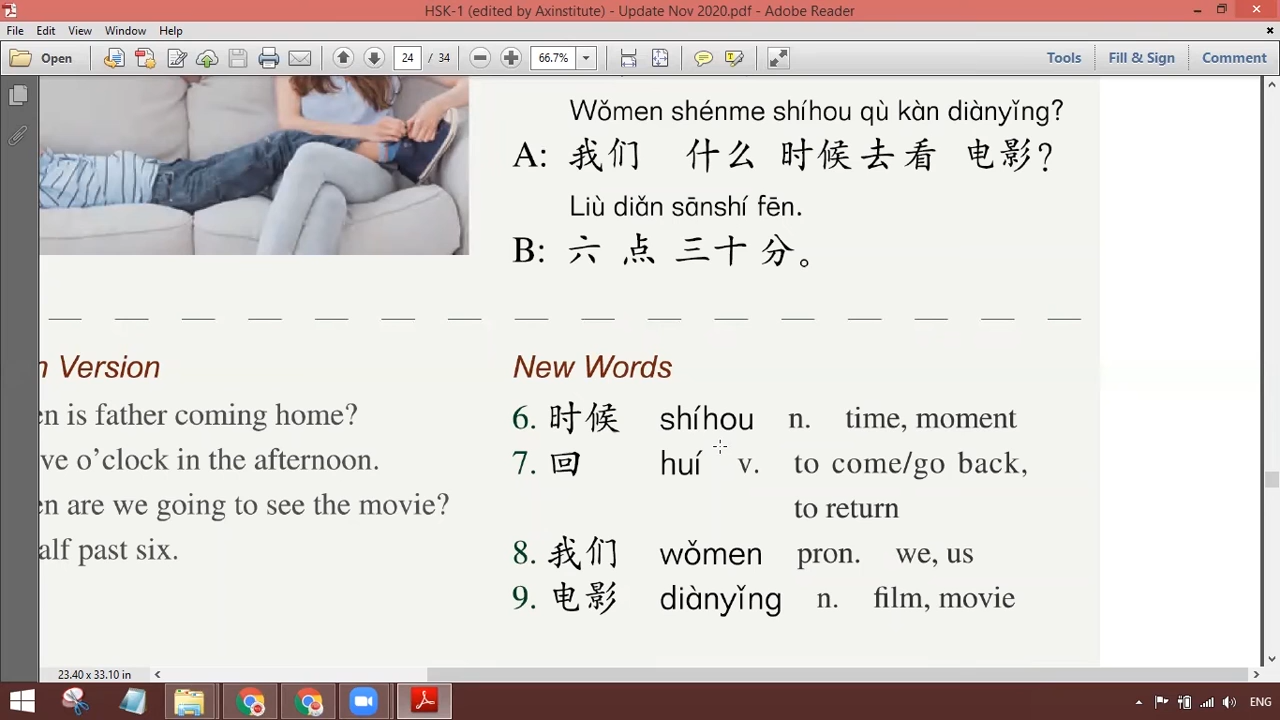 HSK-1 (edited by Axinstitute) - Update Nov 2020.pdf - Adobe Reader
File Edit View Window Help
Open 24 / 34 66.7% Tools Fill & Sign Comment
Wǒmen shénme shíhou qù kàn diànyǐng?
A: 我们 什么 时候去看 电影?
Liù diǎn sānshí fēn.
B: 六 点 三十 分。
n Version
en is father coming home?
ve o’clock in the afternoon.
en are we going to see the movie?
alf past six.
New Words
6. 时候 shíhou n. time, moment
7. 回 huí v. to come/go back,
to return
8. 我们 wǒmen pron. we, us
9. 电影 diànyǐng n. film, movie
23.40 x 33.10 in
ENG